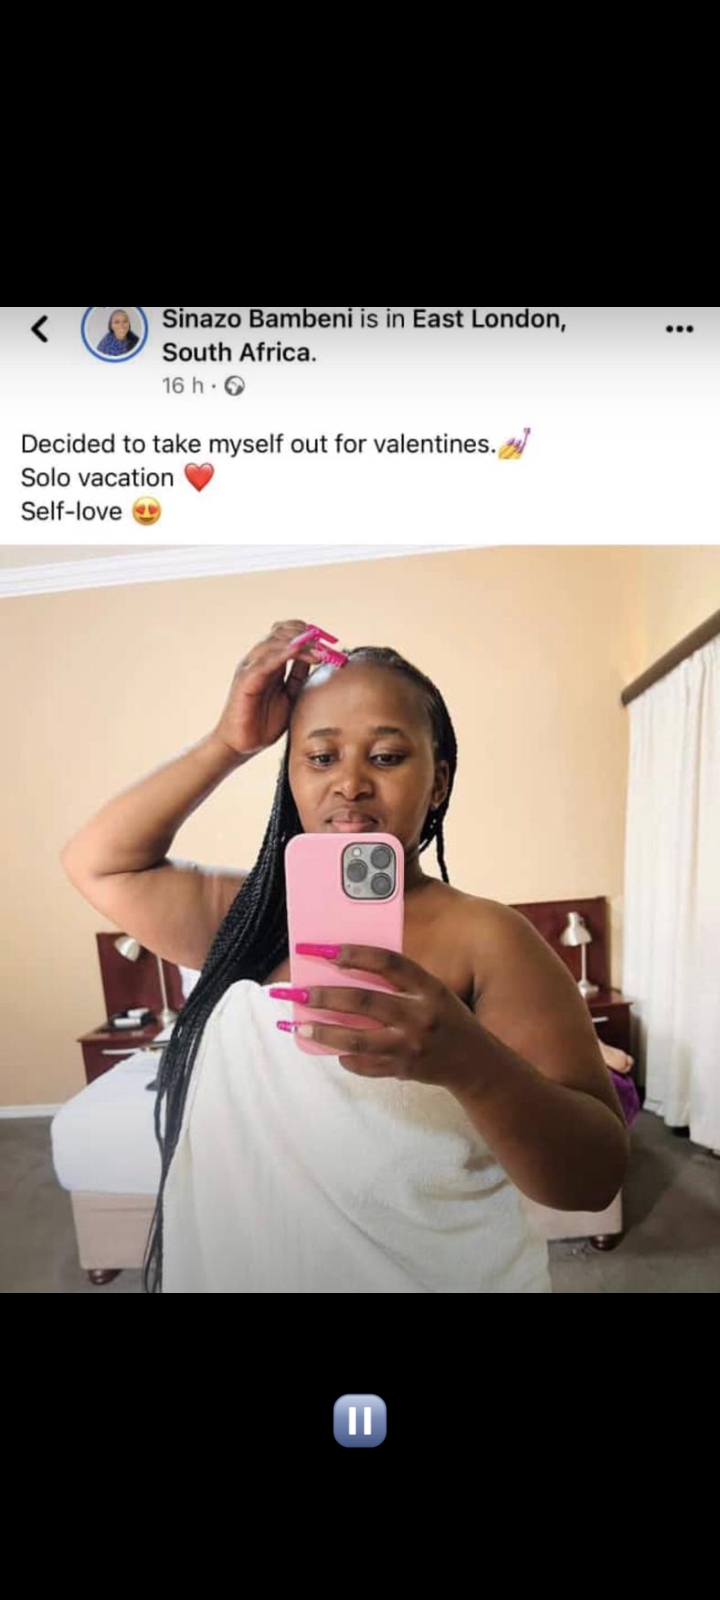 Sinazo Bambeni is in East London,
South Africa.
16 h ·
Decided to take myself out for valentines.💅
Solo vacation ❤️
Self-love 😍